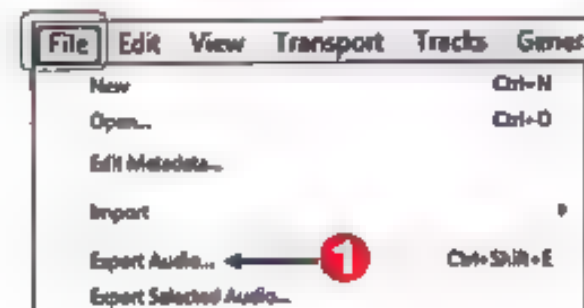 File Edit View Transport Tracks
New Ctrl+N
Open... Ctrl+O
Edit Metadata...
Import
Export Audio... 1 Ctrl+Shift+E
Export Selected Audio...